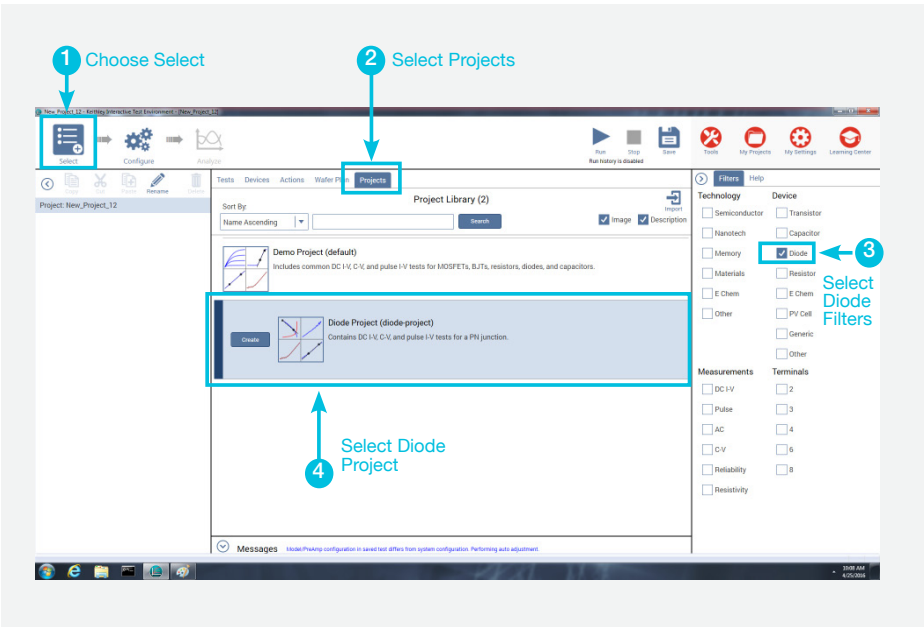 1 Choose Select
2 Select Projects
New_Project_12 - Keithley Interactive Test Environment - [New_Project_12]
Select
Configure
Analyze
Run
Stop
Save
Run history is disabled
Tools
My Projects
My Settings
Learning Center
Copy
Cut
Paste
Rename
Delete
Project: New_Project_12
Tests
Devices
Actions
Wafer Plan
Projects
Project Library (2)
Sort By:
Name Ascending
Search
Import
Image
Description
Demo Project (default)
Includes common DC I-V, C-V, and pulse I-V tests for MOSFETs, BJTs, resistors, diodes, and capacitors.
Create
Diode Project (diode-project)
Contains DC I-V, C-V, and pulse I-V tests for a PN junction.
4
Select Diode
Project
Messages
Model/PreAmp configuration in saved test differs from system configuration. Performing auto adjustment.
Filters
Help
Technology
Semiconductor
Nanotech
Memory
Materials
E Chem
Other
Device
Transistor
Capacitor
Diode
Resistor
E Chem
PV Cell
Generic
Other
3
Select
Diode
Filters
Measurements
DC I-V
Pulse
AC
C-V
Reliability
Resistivity
Terminals
2
3
4
6
8
10:08 AM
4/25/2016